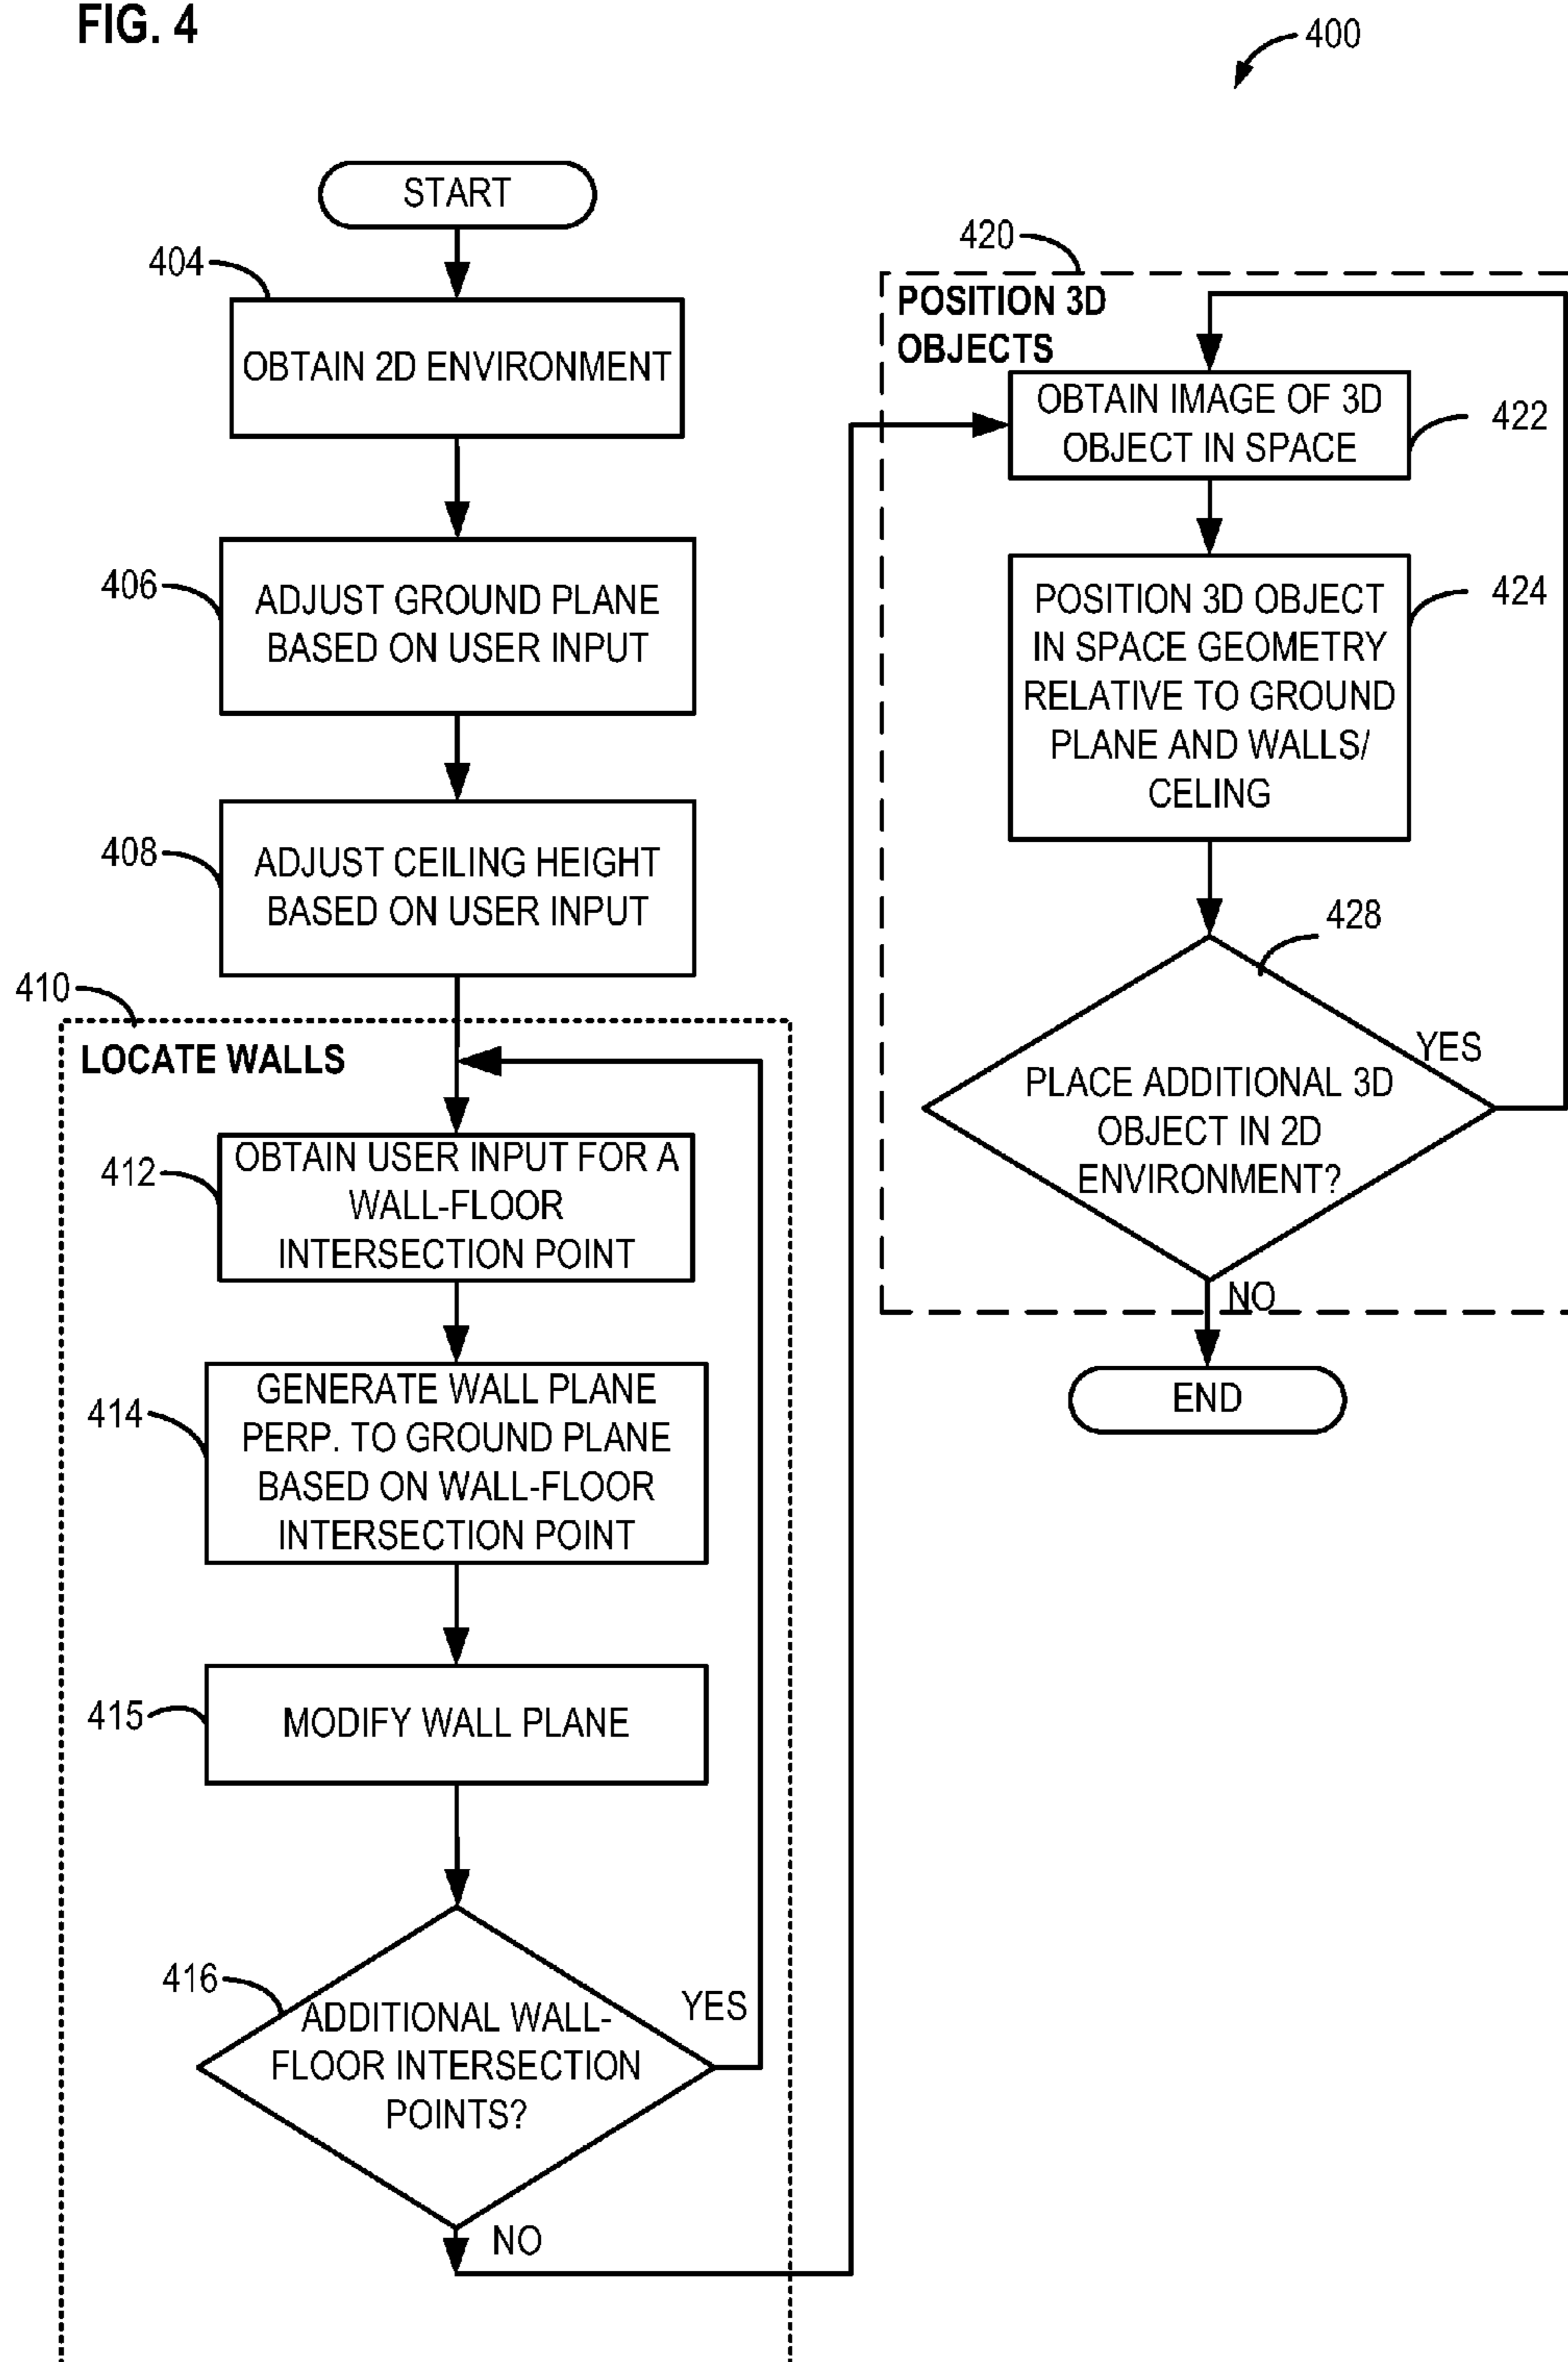 FIG. 4
400
START
404
OBTAIN 2D ENVIRONMENT
406
ADJUST GROUND PLANE
BASED ON USER INPUT
408
ADJUST CEILING HEIGHT
BASED ON USER INPUT
410
LOCATE WALLS
412
OBTAIN USER INPUT FOR A
WALL-FLOOR
INTERSECTION POINT
414
GENERATE WALL PLANE
PERP. TO GROUND PLANE
BASED ON WALL-FLOOR
INTERSECTION POINT
415
MODIFY WALL PLANE
416
ADDITIONAL WALL-
FLOOR INTERSECTION
POINTS?
YES
NO
420
POSITION 3D
OBJECTS
OBTAIN IMAGE OF 3D
OBJECT IN SPACE
422
POSITION 3D OBJECT
IN SPACE GEOMETRY
RELATIVE TO GROUND
PLANE AND WALLS/
CELING
424
428
PLACE ADDITIONAL 3D
OBJECT IN 2D
ENVIRONMENT?
YES
NO
END